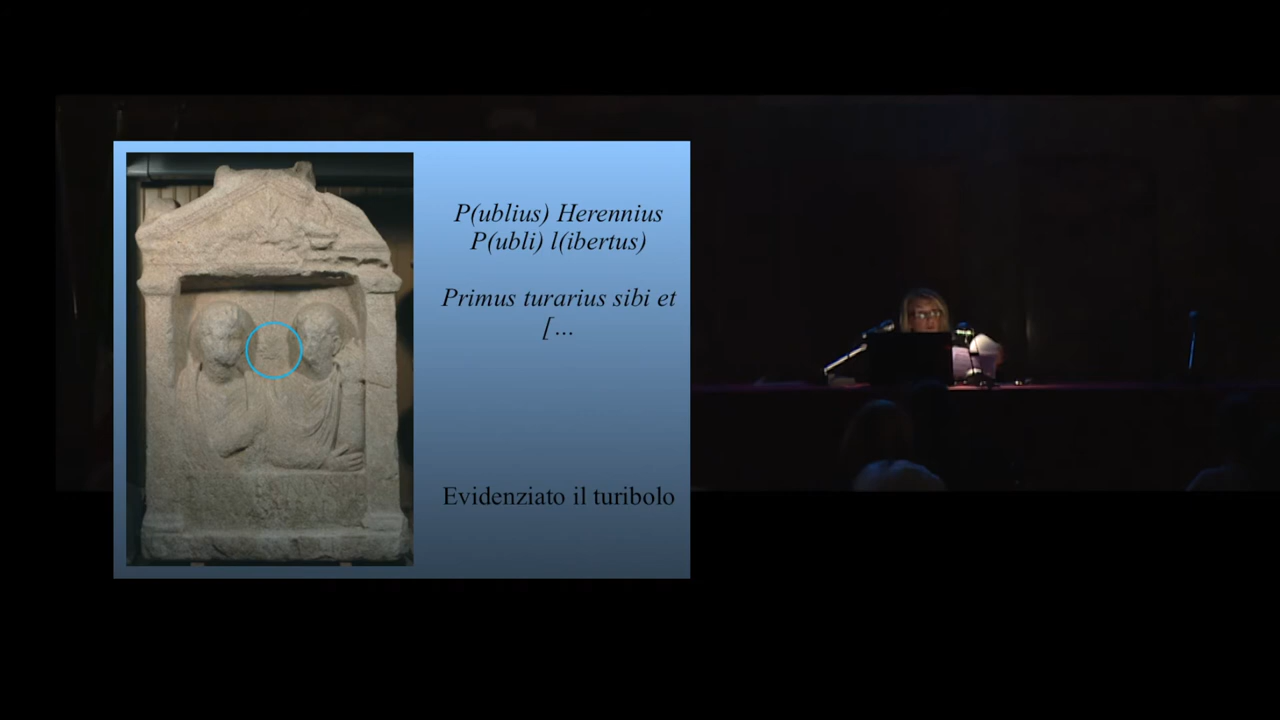 P(ublius) Herennius
P(ubli) l(ibertus)
Primus turarius sibi et
[...
Evidenziato il turibolo